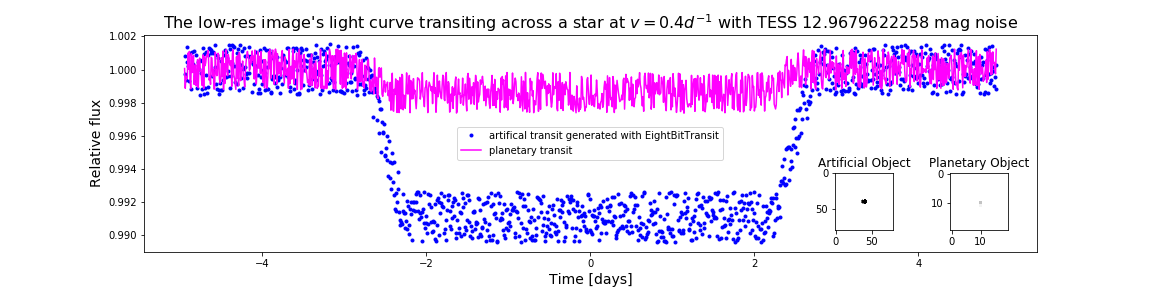 The low-res image's light curve transiting across a star at v = 0.4d⁻¹ with TESS 12.9679622258 mag noise
1.002
1.000
0.998
0.996
0.994
0.992
0.990
Relative flux
artifical transit generated with EightBitTransit
planetary transit
Artificial Object
0
50
0
50
Planetary Object
0
10
0
10
−4
−2
0
2
4
Time [days]